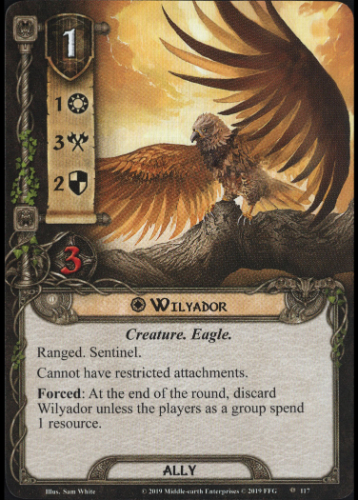 1
1
3
2
3
WILYADOR
Creature. Eagle.
Ranged. Sentinel.
Cannot have restricted attachments.
Forced: At the end of the round, discard
Wilyador unless the players as a group spend
1 resource.
ALLY
Illus. Sam White © 2019 Middle-earth Enterprises © 2019 FFG 117